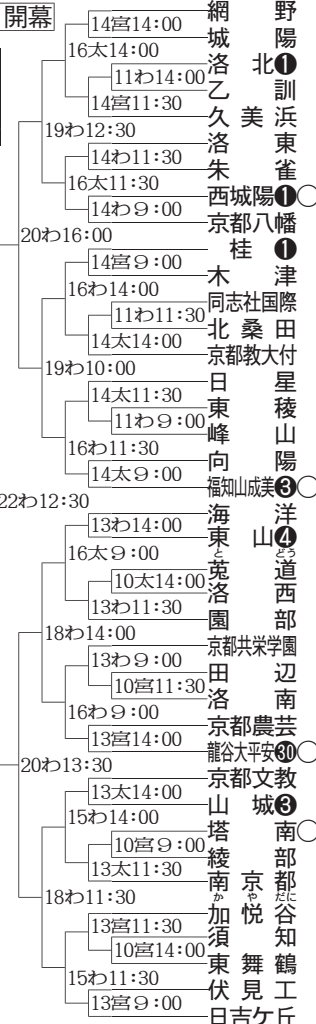 開幕
網野
14宮14:00
城陽
16太14:00
洛北❶
11わ14:00
乙訓
14宮11:30
久美浜
19わ12:30
洛東
14わ11:30
朱雀
16太11:30
西城陽❶○
14わ9:00
京都八幡
20わ16:00
桂❶
14宮9:00
木津
16わ14:00
同志社国際
11わ11:30
北桑田
14太14:00
京都教大付
19わ10:00
日星
14太11:30
東稜
11わ9:00
峰山
16わ11:30
向陽
14太9:00
福知山成美❸○
22わ12:30
海洋
13わ14:00
東山❹
16太9:00
とどう
莵道
10太14:00
洛西
13わ11:30
園部
18わ14:00
京都共栄学園
13わ9:00
田辺
10宮11:30
洛南
16わ9:00
京都農芸
13宮14:00
龍谷大平安㉚○
20わ13:30
京都文教
13太14:00
山城❸
15わ14:00
塔南○
10宮9:00
綾部
13太11:30
南京都
18わ11:30
かやだに
加悦谷
13宮11:30
須知
10宮14:00
東舞鶴
15わ11:30
伏見工
13宮9:00
日吉ケ丘